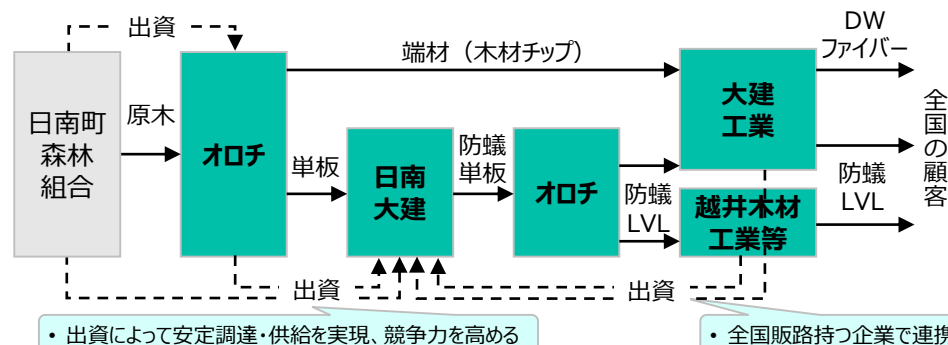 出資
日南町
森林
組合
原木
オロチ
端材（木材チップ）
単板
日南
大建
防蟻
単板
オロチ
防蟻
LVL
大建
工業
越井木材
工業等
DW
ファイバー
防蟻
LVL
全国の顧客
出資
出資
• 出資によって安定調達・供給を実現、競争力を高める
• 全国販路持つ企業で連携